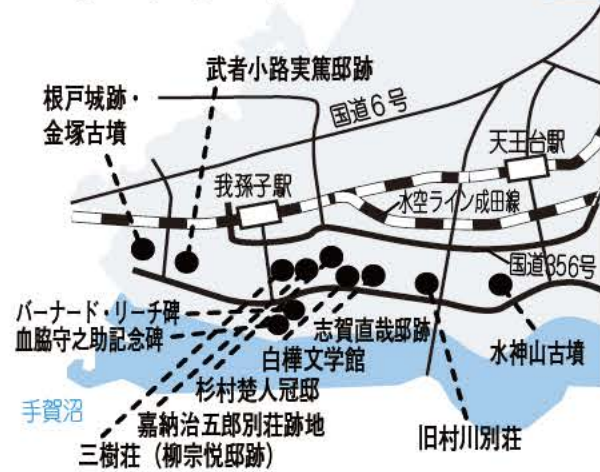 武者小路実篤邸跡
根戸城跡・
金塚古墳
国道6号
天王台駅
我孫子駅
水空ライン成田線
国道356号
バーナード・リーチ碑
血脇守之助記念碑
志賀直哉邸跡
白樺文学館
水神山古墳
杉村楚人冠邸
手賀沼
嘉納治五郎別荘跡地
旧村川別荘
三樹荘（柳宗悦邸跡）